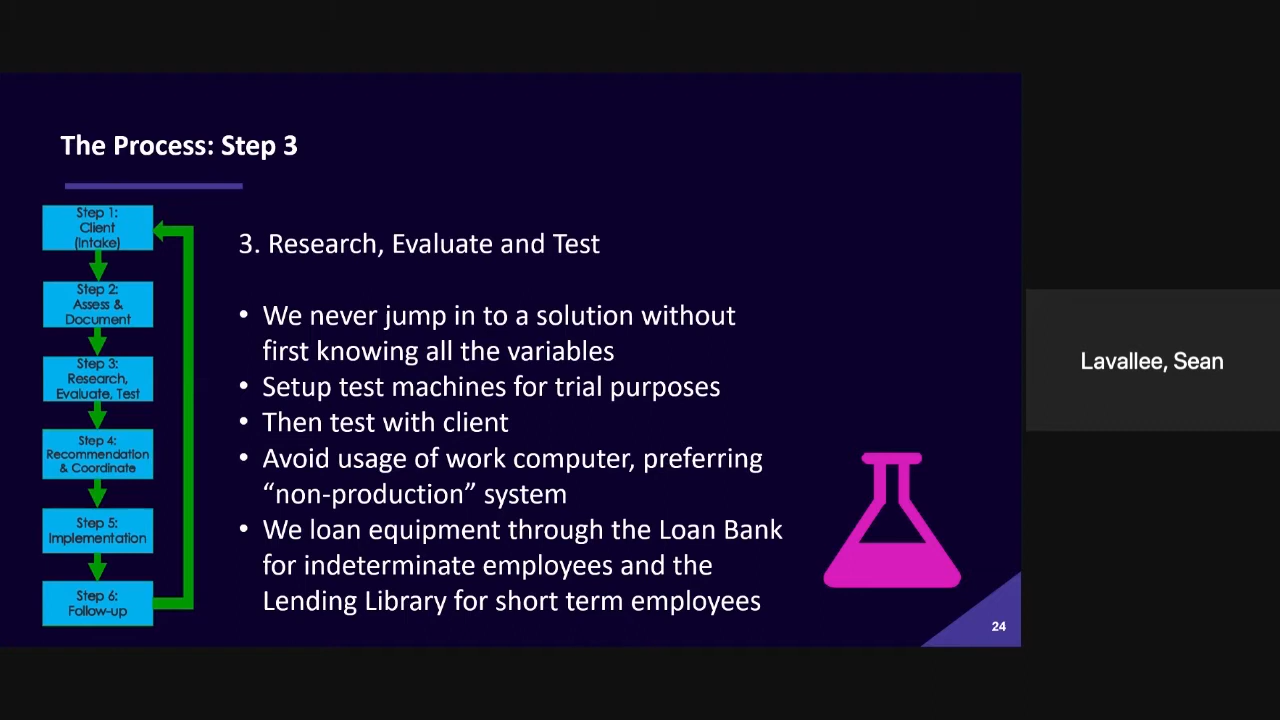 The Process: Step 3
Step 1:
Client
(intake)
Step 2:
Assess &
Document
Step 3:
Research,
Evaluate, Test
Step 4:
Recommendation
& Coordinate
Step 5:
Implementation
Step 6:
Follow-up
3. Research, Evaluate and Test
• We never jump in to a solution without
first knowing all the variables
• Setup test machines for trial purposes
• Then test with client
• Avoid usage of work computer, preferring
“non-production” system
• We loan equipment through the Loan Bank
for indeterminate employees and the
Lending Library for short term employees
24
Lavallee, Sean